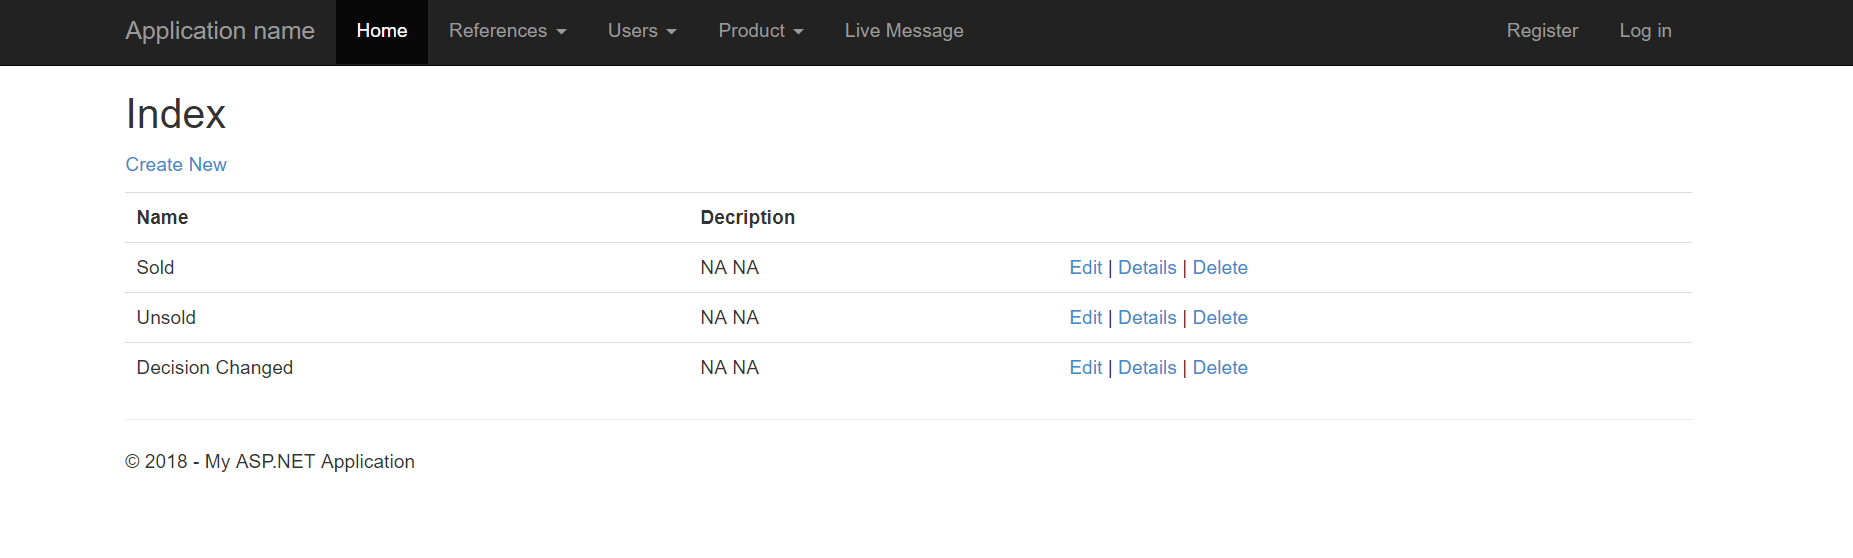 Application name Home References Users Product Live Message Register Log in
Index
Create New
Name Decription
Sold NA NA Edit | Details | Delete
Unsold NA NA Edit | Details | Delete
Decision Changed NA NA Edit | Details | Delete
© 2018 - My ASP.NET Application